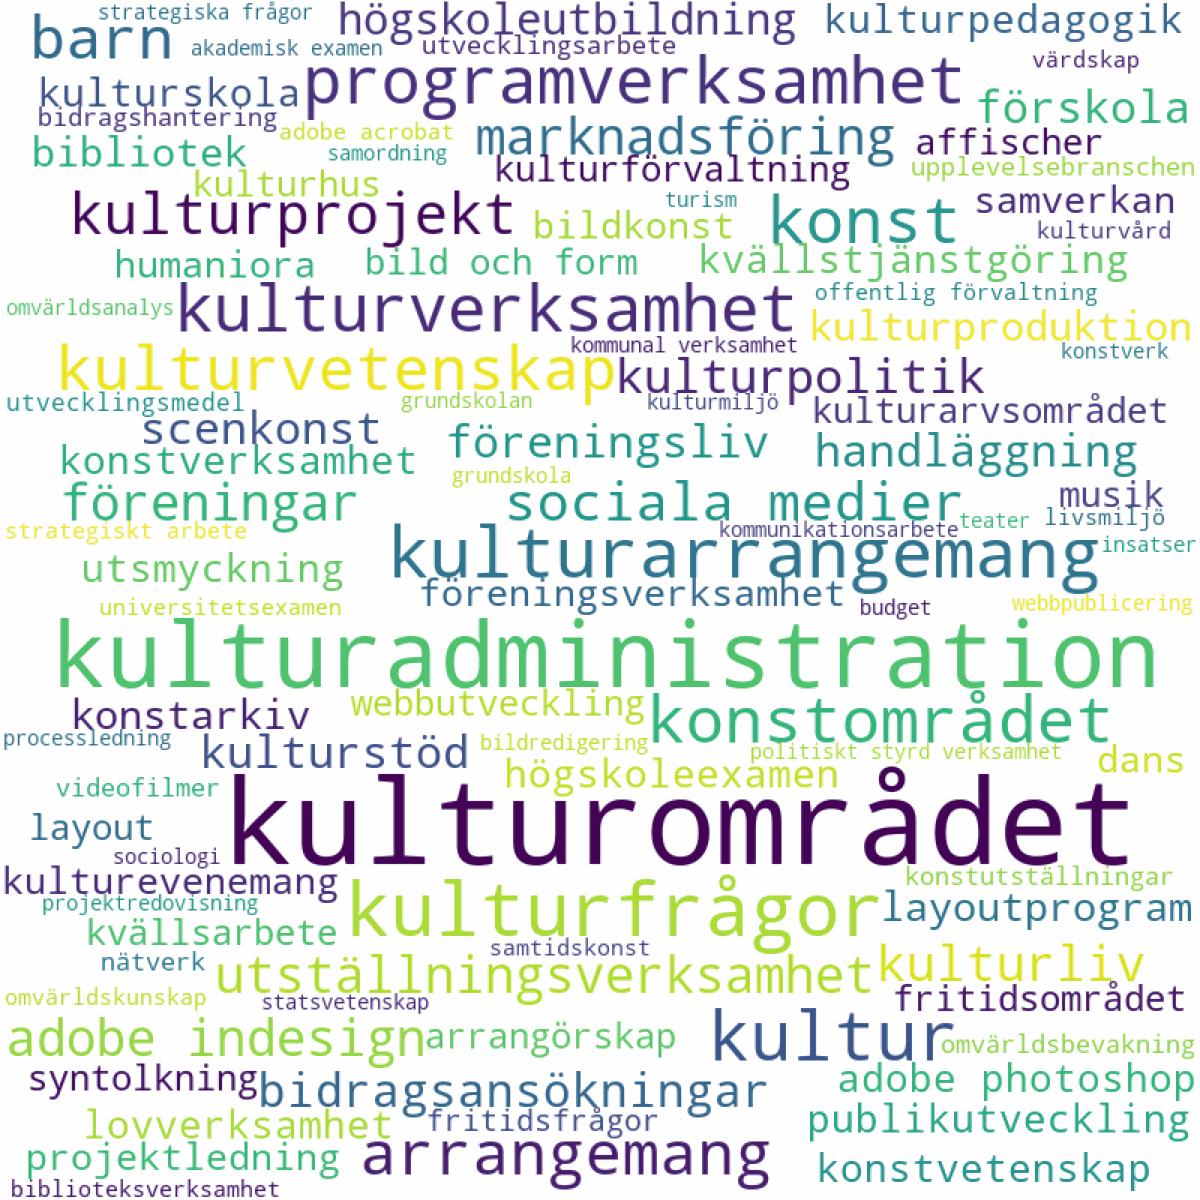 strategiska frågor
högskoleutbildning
kulturpedagogik
barn
akademisk examen
utvecklingsarbete
värdskap
kulturskola
programverksamhet
förskola
bidragshantering
adobe acrobat
marknadsföring
affischer
bibliotek
samordning
kulturförvaltning
upplevelsebranschen
kulturhus
turism
samverkan
kulturprojekt
bildkonst
konst
kulturvård
humaniora
bild och form
kvällstjänstgöring
omvärldsanalys
kulturverksamhet
offentlig förvaltning
kulturproduktion
kommunal verksamhet
konstverk
kulturvetenskap
kulturpolitik
utvecklingsmedel
grundskolan
kulturmiljö
kulturarvsområdet
scenkonst
föreningsliv
handläggning
konstverksamhet
grundskola
föreningar
sociala medier
musik
strategiskt arbete
kommunikationsarbete
teater
livsmiljö
kulturarrangemang
insatser
utsmyckning
föreningsverksamhet
universitetsexamen
budget
webbpublicering
kulturadministration
konstarkiv
webbutveckling
konstområdet
processledning
kulturstöd
bildredigering
politiskt styrd verksamhet
dans
videofilmer
högskoleexamen
kulturområdet
layout
sociologi
kulturevenemang
konstutställningar
projektredovisning
kulturfrågor
layoutprogram
kvällsarbete
samtidskonst
nätverk
utställningsverksamhet
kulturliv
omvärldskunskap
statsvetenskap
fritidsområdet
adobe indesign
arrangörskap
kultur
omvärldsbevakning
syntolkning
bidragsansökningar
adobe photoshop
lovverksamhet
fritidsfrågor
publikutveckling
projektledning
arrangemang
konstvetenskap
biblioteksverksamhet